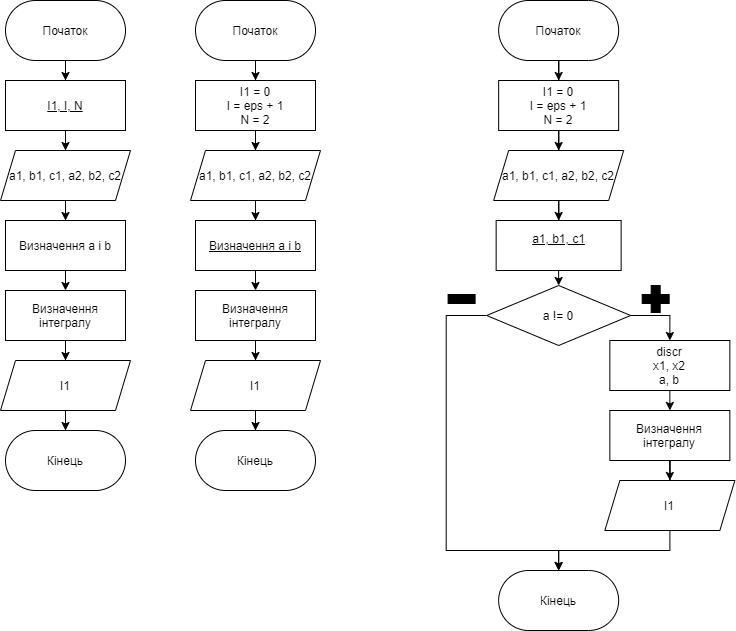 Початок
I1, I, N
a1, b1, c1, a2, b2, c2
Визначення a i b
Визначення
інтегралу
I1
Кінець
Початок
I1 = 0
I = eps + 1
N = 2
a1, b1, c1, a2, b2, c2
Визначення a i b
Визначення
інтегралу
I1
Кінець
Початок
I1 = 0
I = eps + 1
N = 2
a1, b1, c1, a2, b2, c2
a1, b1, c1
a != 0
discr
x1, x2
a, b
Визначення
інтегралу
I1
Кінець